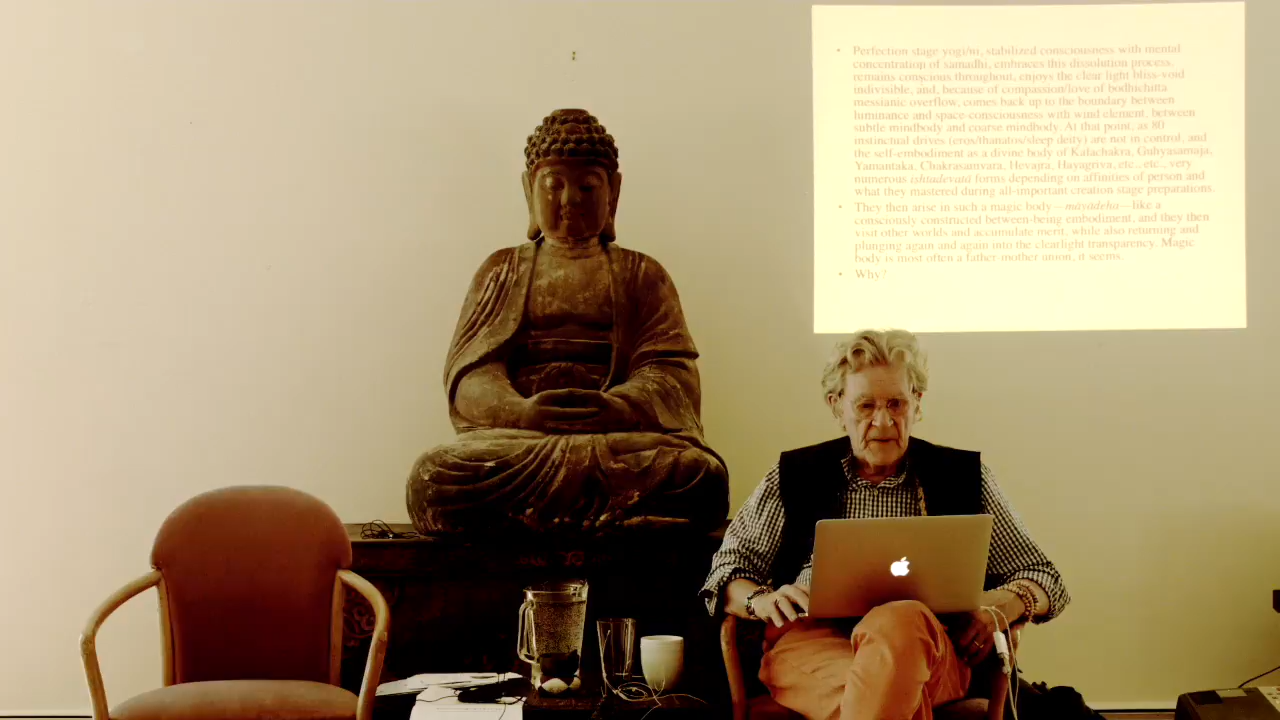 • Perfection stage yogi/ni, stabilized consciousness with mental
concentration of samadhi, embraces this dissolution process,
remains conscious throughout, enjoys the clear light bliss-void
indivisible, and, because of compassion/love of bodhichitta
messianic overflow, comes back up to the boundary between
luminance and space-consciousness with wind element, between
subtle mindbody and coarse mindbody. At that point, as 80
instinctual drives (eros/thanatos/sleep deity) are not in control, and
the self-embodiment as a divine body of Kalachakra, Guhyasamaja,
Yamantaka, Chakrasamvara, Hevajra, Hayagriva, etc., etc., very
numerous ishtadevatā forms depending on affinities of person and
what they mastered during all-important creation stage preparations.
• They then arise in such a magic body—māyādeha—like a
consciously constructed between-being embodiment, and they then
visit other worlds and accumulate merit, while also returning and
plunging again and again into the clearlight transparency. Magic
body is most often a father-mother union, it seems.
• Why?